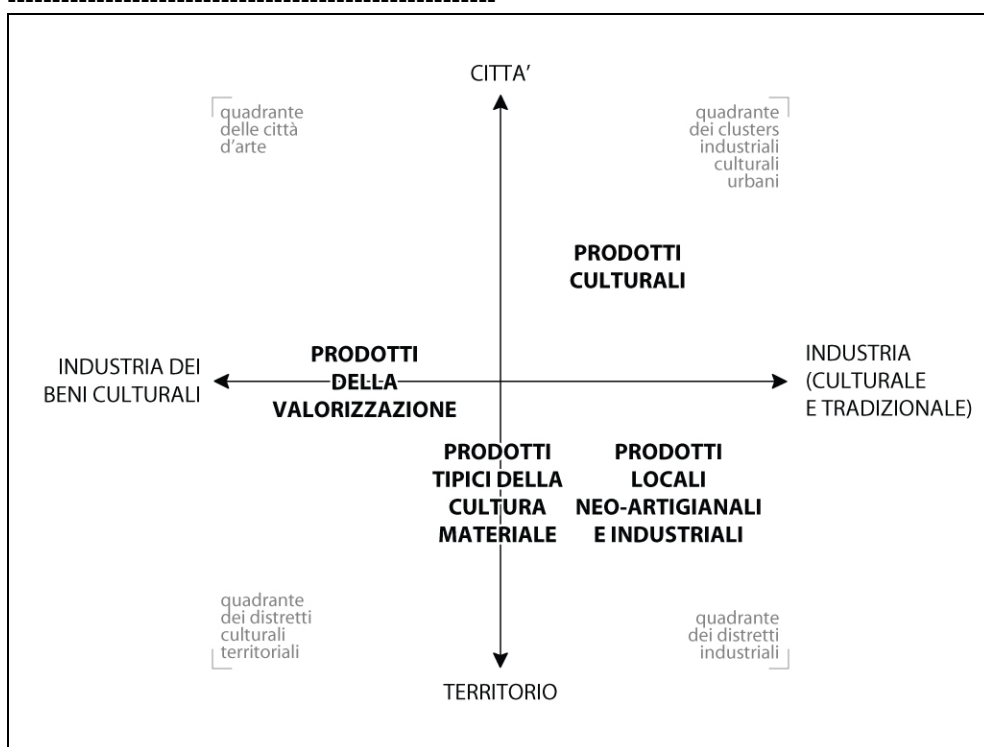 CITTA'
quadrante
delle città
d'arte
quadrante
dei clusters
industriali
culturali
urbani
PRODOTTI
CULTURALI
INDUSTRIA DEI
BENI CULTURALI
PRODOTTI
DELLA
VALORIZZAZIONE
INDUSTRIA
(CULTURALE
E TRADIZIONALE)
PRODOTTI
TIPICI DELLA
CULTURA
MATERIALE
PRODOTTI
LOCALI
NEO-ARTIGIANALI
E INDUSTRIALI
quadrante
dei distretti
culturali
territoriali
quadrante
dei distretti
industriali
TERRITORIO